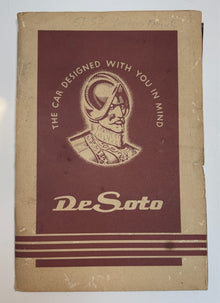 THE CAR DESIGNED WITH YOU IN MIND
DeSoto